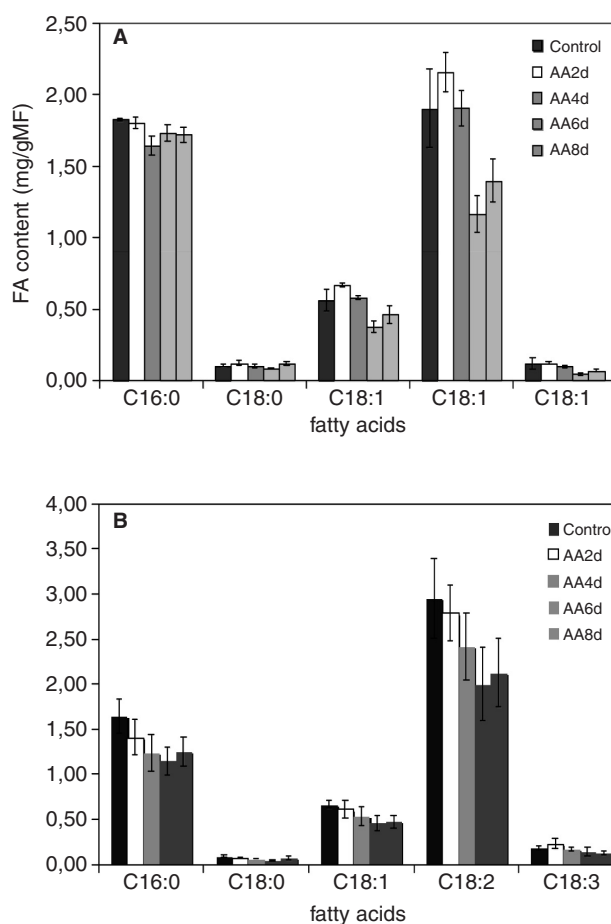 A
2,50
2,00
1,50
1,00
0,50
0,00
FA content (mg/gMF)
Control
AA2d
AA4d
AA6d
AA8d
C16:0 C18:0 C18:1 C18:1 C18:1
fatty acids
B
4,00
3,50
3,00
2,50
2,00
1,50
1,00
0,50
0,00
Control
AA2d
AA4d
AA6d
AA8d
C16:0 C18:0 C18:1 C18:2 C18:3
fatty acids